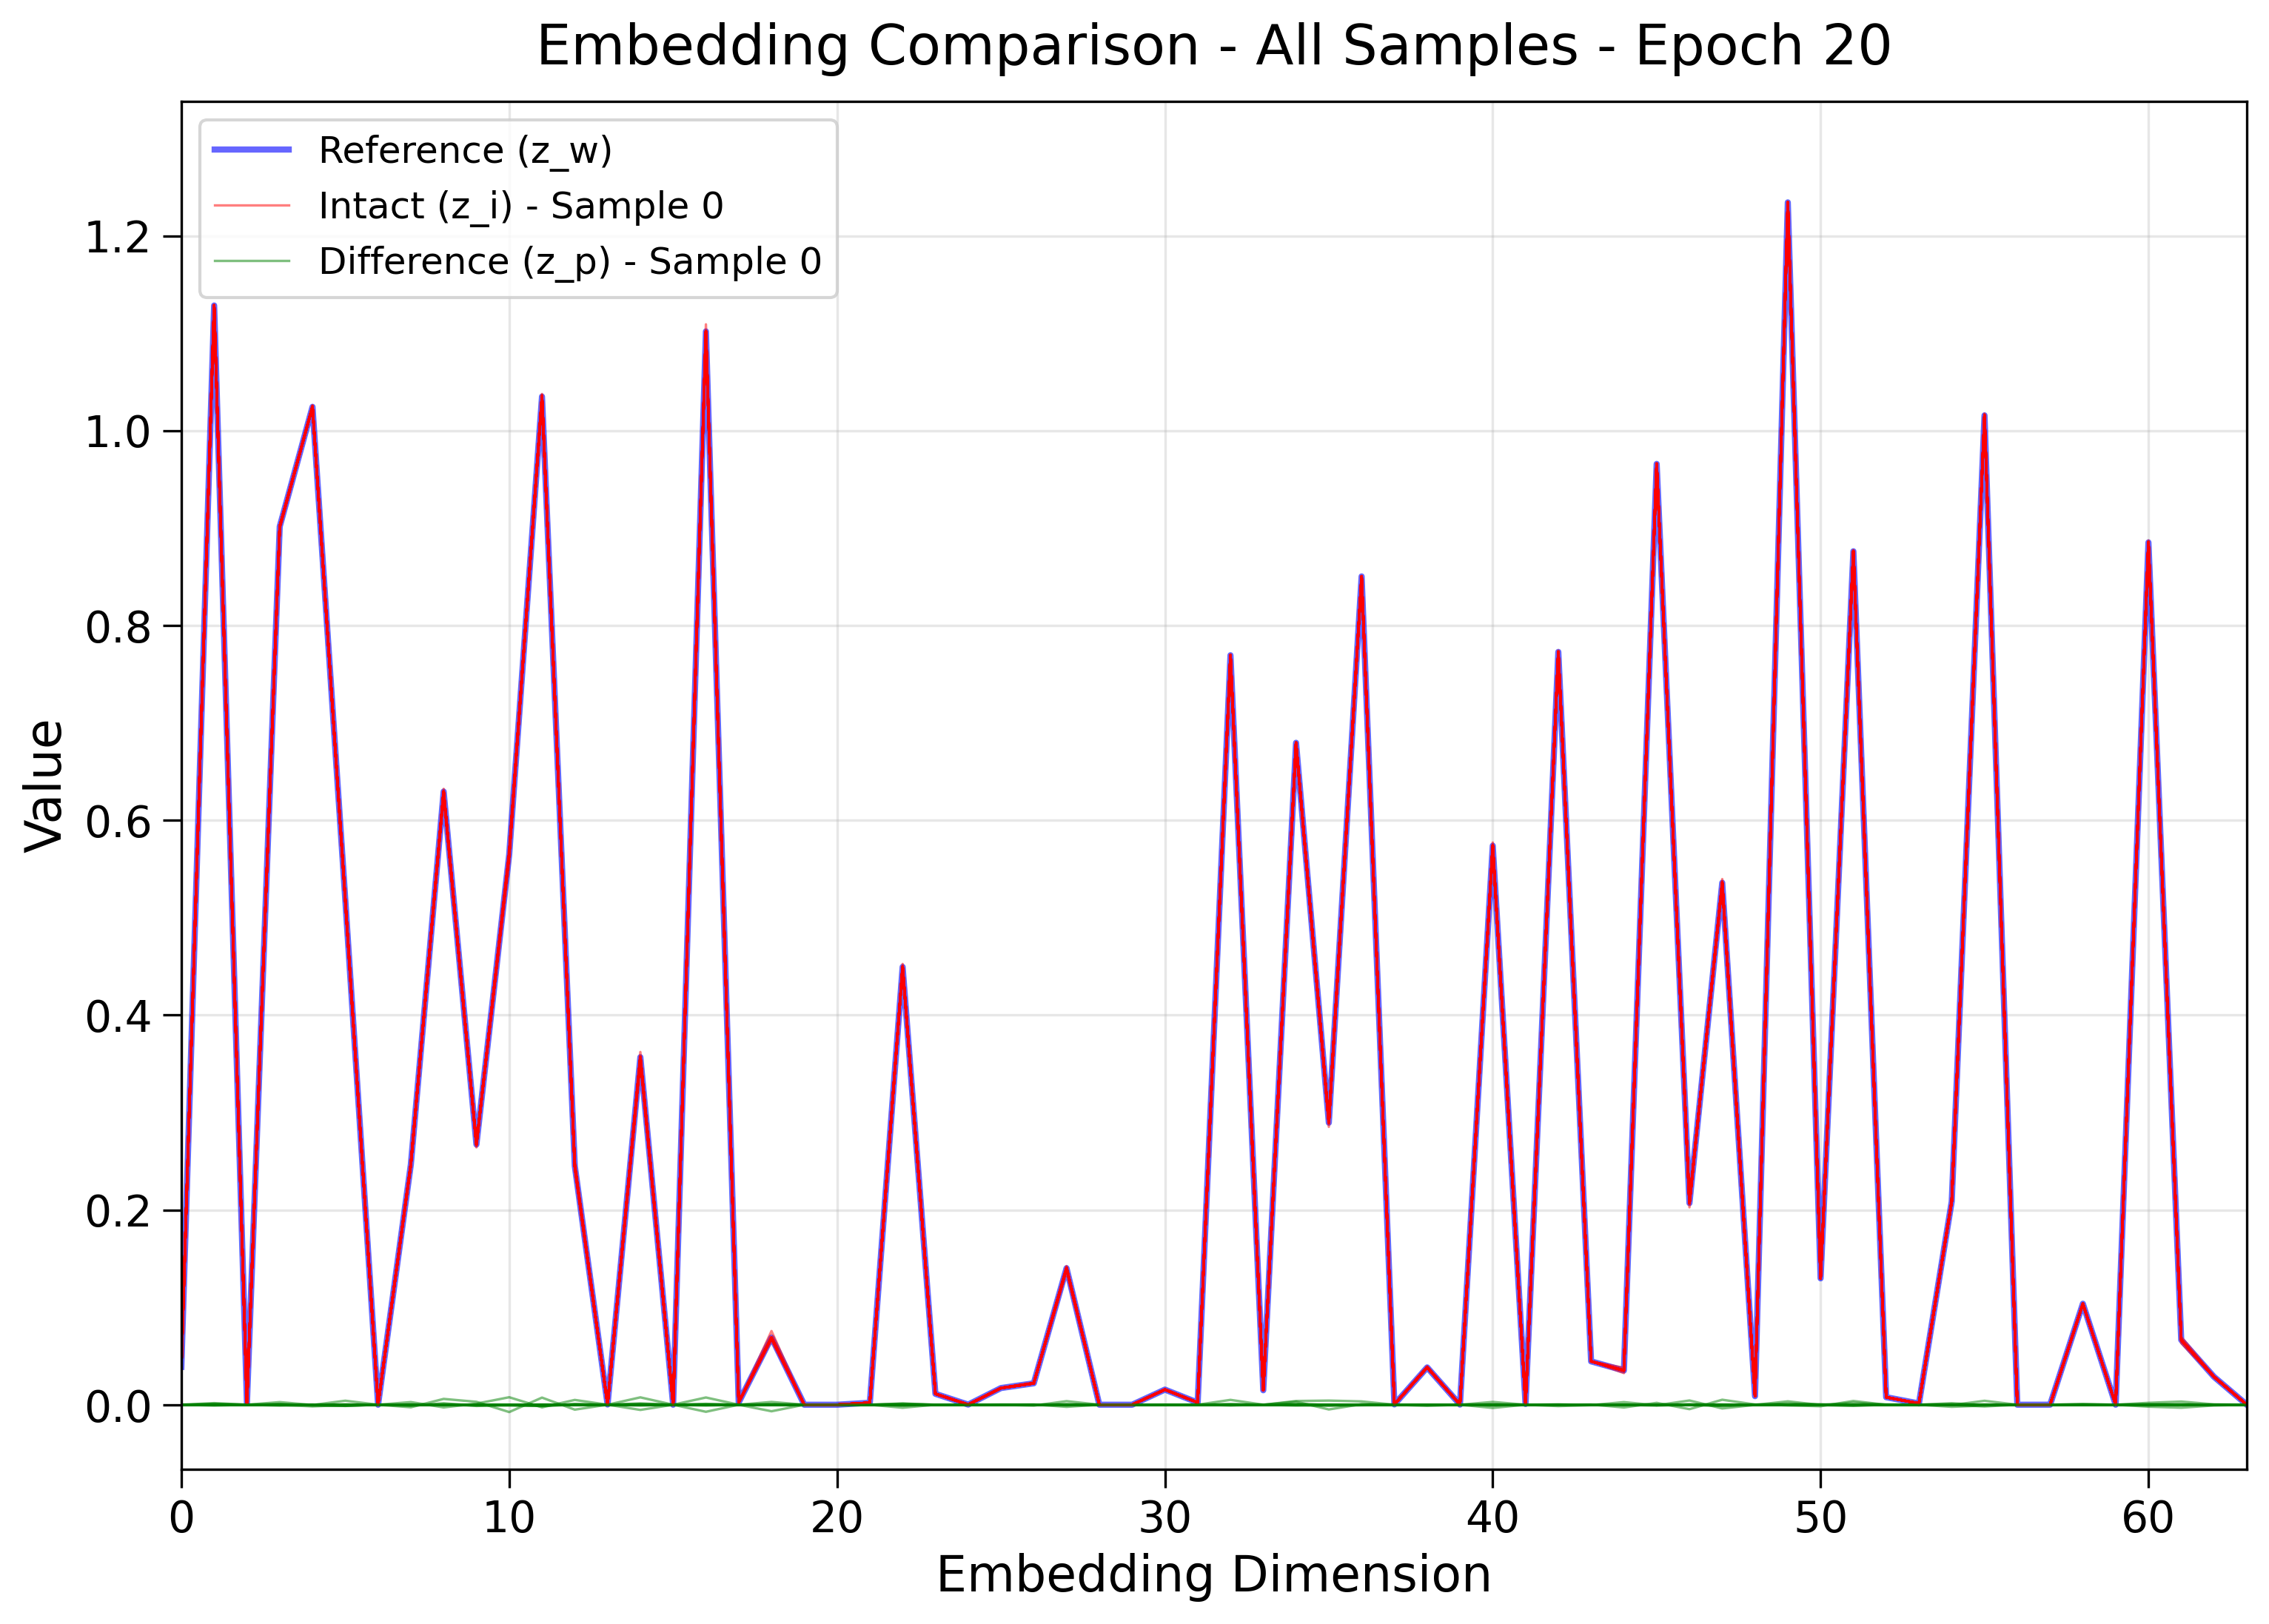 Embedding Comparison - All Samples - Epoch 20
Reference (z_w)
Intact (z_i) - Sample 0
Difference (z_p) - Sample 0
1.2
1.0
0.8
0.6
0.4
0.2
0.0
Value
0 10 20 30 40 50 60
Embedding Dimension